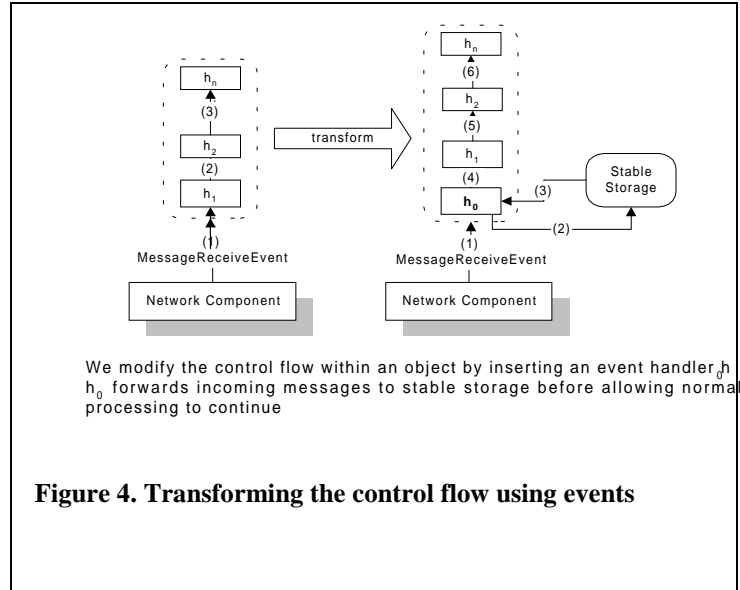 hn
(3)
h2
(2)
h1
(1)
MessageReceiveEvent
Network Component
transform
hn
(6)
h2
(5)
h1
(4)
h0
(3)
(2)
Stable
Storage
(1)
MessageReceiveEvent
Network Component
We modify the control flow within an object by inserting an event handler h0
h0 forwards incoming messages to stable storage before allowing normal
processing to continue
Figure 4. Transforming the control flow using events